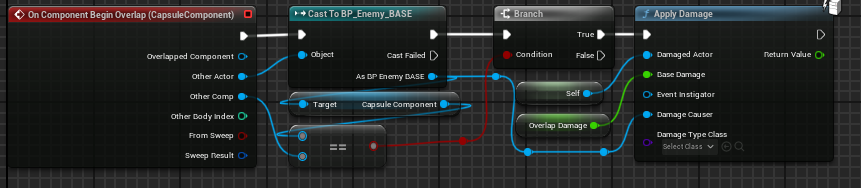 On Component Begin Overlap (CapsuleComponent)
Overlapped Component
Other Actor
Other Comp
Other Body Index
From Sweep
Sweep Result
Cast To BP_Enemy_BASE
Object
Cast Failed
As BP Enemy BASE
Target
Capsule Component
==
Branch
Condition
True
False
Self
Overlap Damage
Apply Damage
Damaged Actor
Return Value
Base Damage
Event Instigator
Damage Causer
Damage Type Class
Select Class